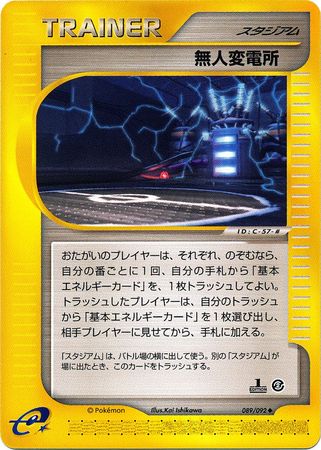 TRAINER
スタジアム
無人変電所
ID:C-57-#
おたがいのプレイヤーは、それぞれ、のぞむなら、
自分の番ごとに1回、自分の手札から「基本
エネルギーカード」を、1枚トラッシュしてよい。
トラッシュしたプレイヤーは、自分のトラッシュ
から「基本エネルギーカード」を1枚選び出し、
相手プレイヤーに見せてから、手札に加える。
「スタジアム」は、バトル場の横に出して使う。別の「スタジアム」が
場に出たとき、このカードをトラッシュする。
1
EDITION
e
©Pokémon
Illus.Kai Ishikawa
089/092◆